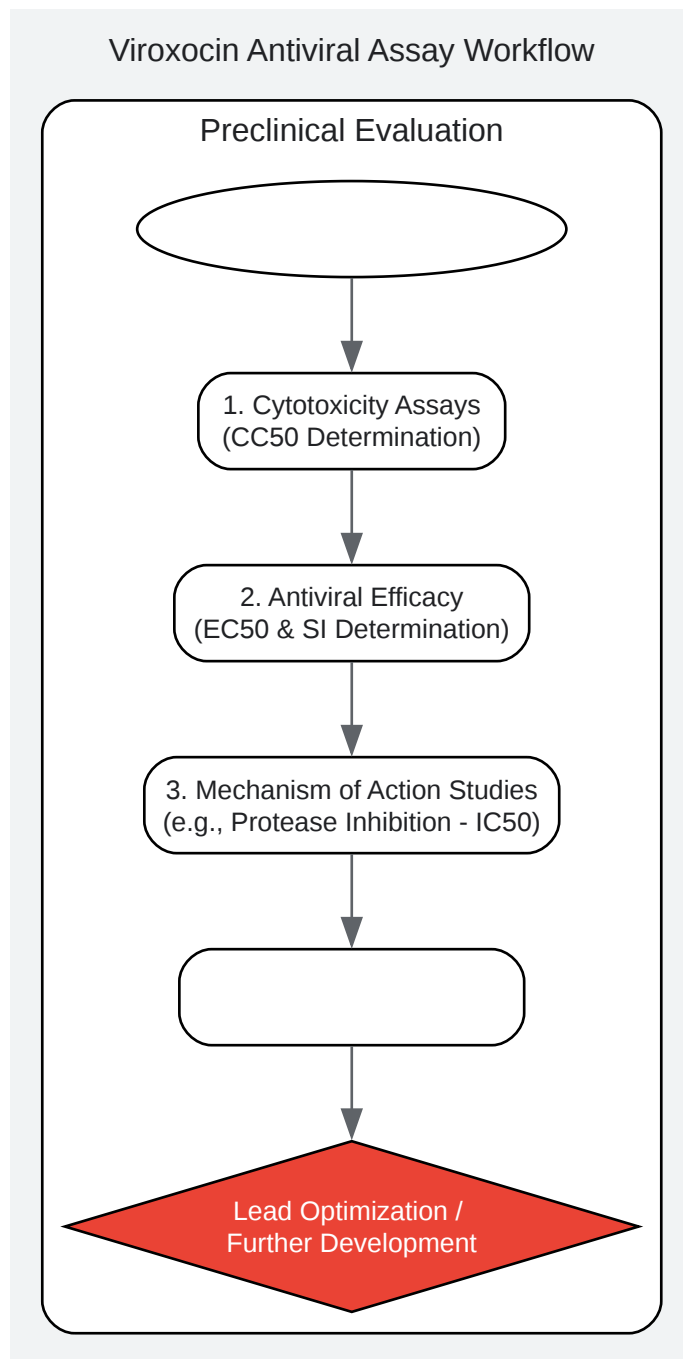 Viroxocin Antiviral Assay Workflow
Preclinical Evaluation
1. Cytotoxicity Assays
(CC50 Determination)
2. Antiviral Efficacy
(EC50 & SI Determination)
3. Mechanism of Action Studies
(e.g., Protease Inhibition - IC50)
Lead Optimization /
Further Development